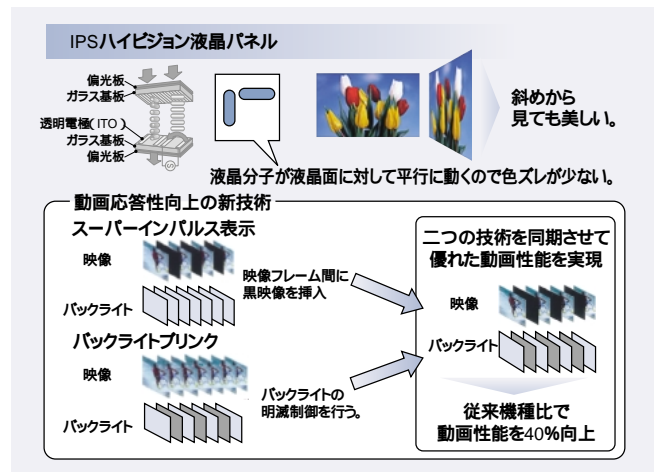 IPSハイビジョン液晶パネル
偏光板
ガラス基板
透明電極(ITO)
ガラス基板
偏光板
斜めから
見ても美しい。
液晶分子が液晶面に対して平行に動くので色ズレが少ない。
動画応答性向上の新技術
スーパーインパルス表示
映像
バックライト
映像フレーム間に
黒映像を挿入
バックライトブリンク
映像
バックライト
バックライトの
明滅制御を行う。
二つの技術を同期させて
優れた動画性能を実現
映像
バックライト
従来機種比で
動画性能を40%向上